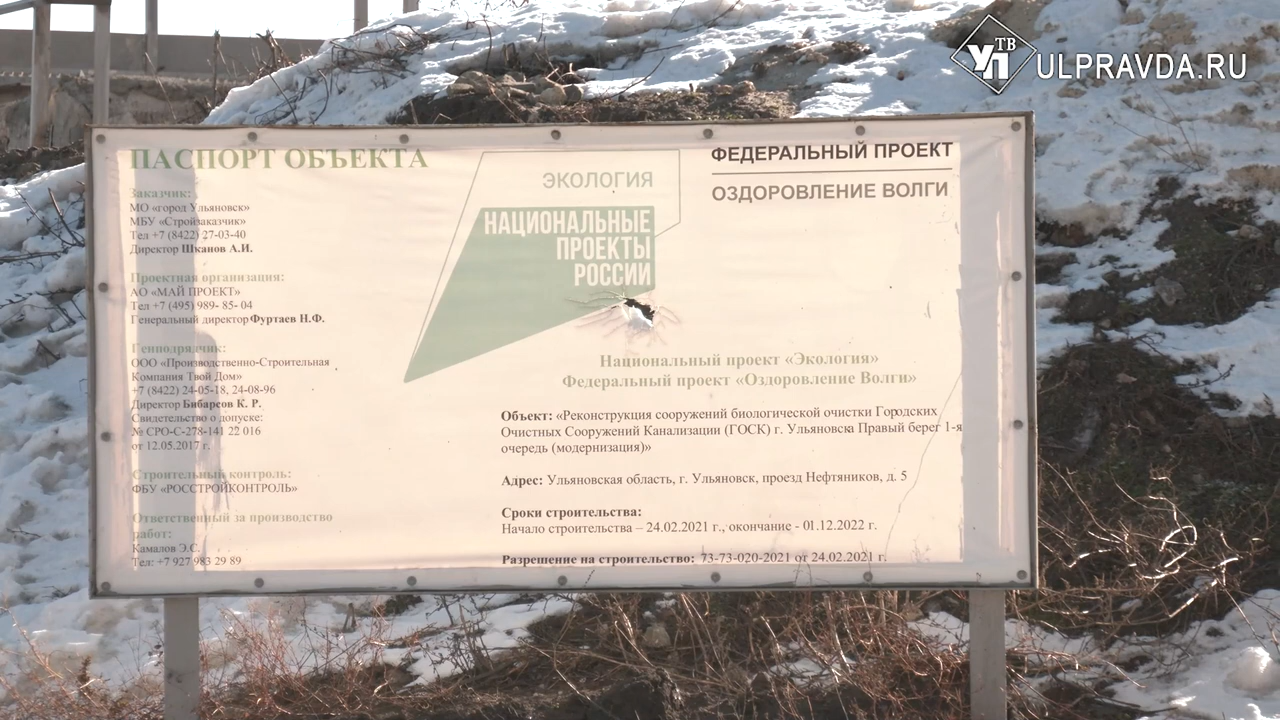 УП ТВ
ULPRAVDA.RU
ПАСПОРТ ОБЪЕКТА
Заказчик:
МО «город Ульяновск»
МБУ «Стройзаказчик»
Тел +7 (8422) 27-03-40
Директор Шканов А.И.
Проектная организация:
АО «МАЙ ПРОЕКТ»
Тел +7 (495) 989- 85- 04
Генеральный директор Фуртаев Н.Ф.
Генподрядчик:
ООО «Производственно-Строительная
Компания Твой Дом»
+7 (8422) 24-05-18, 24-08-96
Директор Бибарсов К. Р.
Свидетельство о допуске:
№ СРО-С-278-141 22 016
от 12.05.2017 г.
Строительный контроль:
ФБУ «РОССТРОЙКОНТРОЛЬ»
Ответственный за производство
работ:
Камалов Э.С.
Тел: +7 927 983 29 89
ЭКОЛОГИЯ
НАЦИОНАЛЬНЫЕ
ПРОЕКТЫ
РОССИИ
ФЕДЕРАЛЬНЫЙ ПРОЕКТ
ОЗДОРОВЛЕНИЕ ВОЛГИ
Национальный проект «Экология»
Федеральный проект «Оздоровление Волги»
Объект: «Реконструкция сооружений биологической очистки Городских
Очистных Сооружений Канализации (ГОСК) г. Ульяновска Правый берег 1-я
очередь (модернизация)»
Адрес: Ульяновская область, г. Ульяновск, проезд Нефтяников, д. 5
Сроки строительства:
Начало строительства – 24.02.2021 г., окончание - 01.12.2022 г.
Разрешение на строительство: 73-73-020-2021 от 24.02.2021 г.